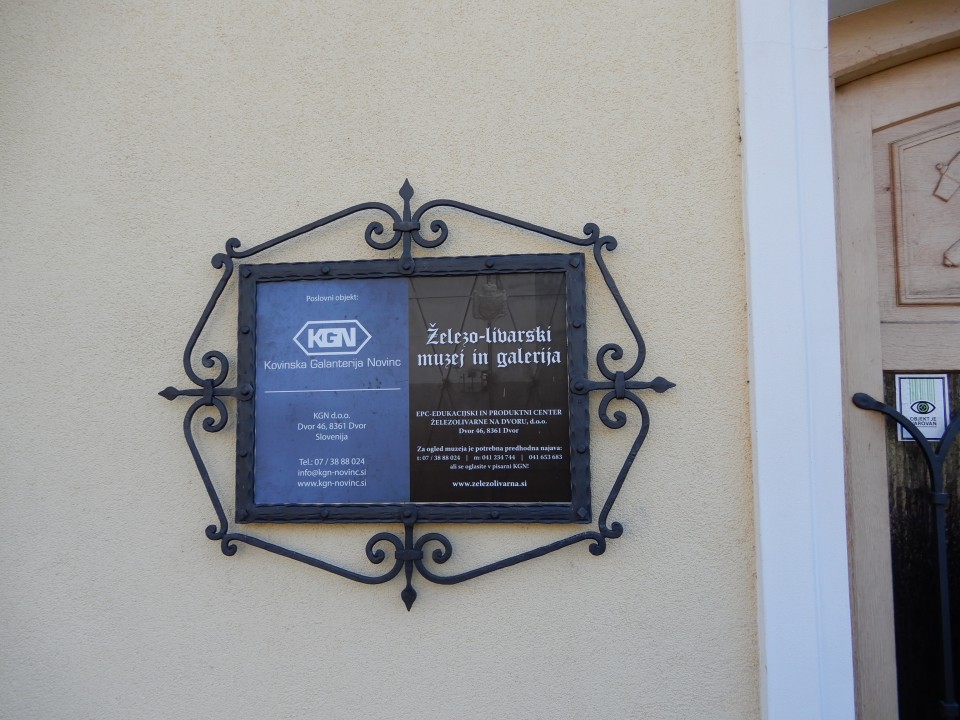 Poslovni objekt:
KGN
Kovinska Galanterija Novinc
KGN d.o.o.
Dvor 46, 8361 Dvor
Slovenija
Tel.: 07 / 38 88 024
info@kgn-novinc.si
www.kgn-novinc.si
Železo-livarski
muzej in galerija
EPC-EDUKACIJSKI IN PRODUKTNI CENTER
ŽELEZOLIVARNE NA DVORU, d.o.o.
Dvor 46, 8361 Dvor
Za ogled muzeja je potrebna predhodna najava:
t: 07 / 38 88 024 | m: 041 234 744 | 041 653 683
ali se oglasite v pisarni KGN!
www.zelezolivarna.si
OBJEKT JE
VAROVAN